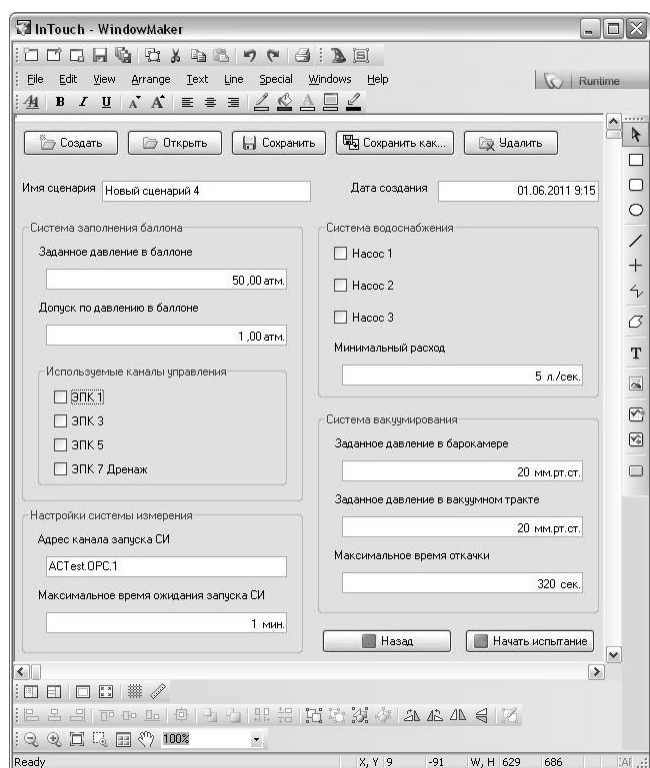 InTouch - WindowMaker
File Edit View Arrange Text Line Special Windows Help
Runtime
B I U A A
Создать Открыть Сохранить Сохранить как... Удалить
Имя сценария Новый сценарий 4 Дата создания 01.06.2011 9:15
Система заполнения баллона
Заданное давление в баллоне
50,00 атм.
Допуск по давлению в баллоне
1,00 атм.
Используемые каналы управления
ЭПК 1
ЭПК 3
ЭПК 5
ЭПК 7 Дренаж
Настройки системы измерения
Адрес канала запуска СИ
ACTest.OPC.1
Максимальное время ожидания запуска СИ
1 мин.
Система водоснабжения
Насос 1
Насос 2
Насос 3
Минимальный расход
5 л./сек.
Система вакуумирования
Заданное давление в барокамере
20 мм.рт.ст.
Заданное давление в вакуумном тракте
20 мм.рт.ст.
Максимальное время откачки
320 сек.
Назад Начать испытание
T
100%
Ready X, Y 9 -91 W, H 629 686